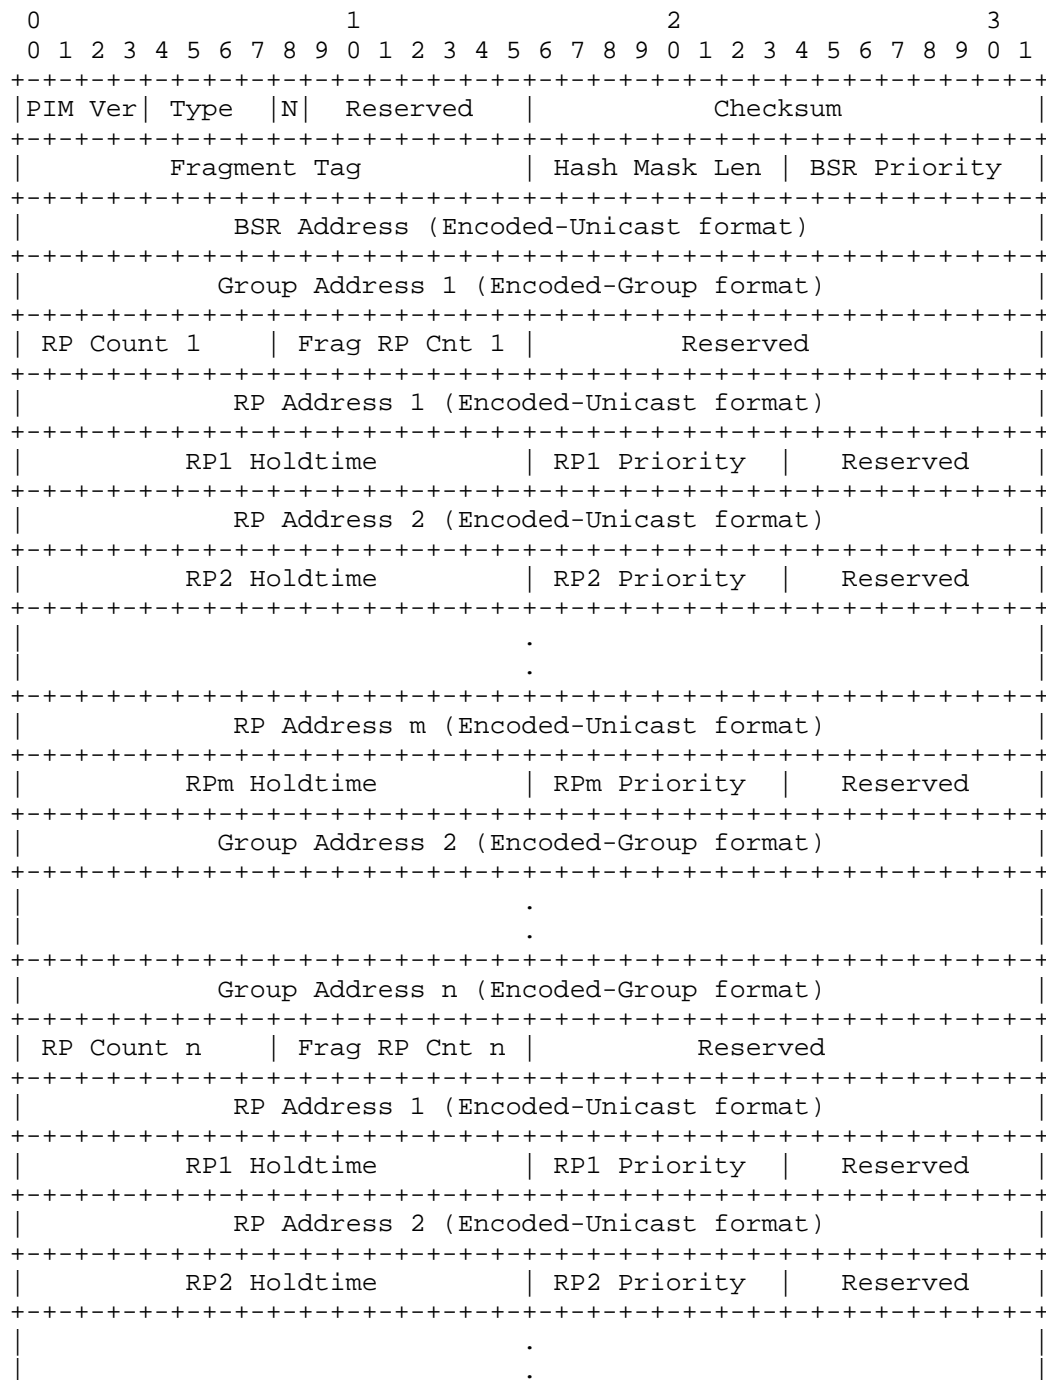 0                   1                   2                   3
 0 1 2 3 4 5 6 7 8 9 0 1 2 3 4 5 6 7 8 9 0 1 2 3 4 5 6 7 8 9 0 1
+-+-+-+-+-+-+-+-+-+-+-+-+-+-+-+-+-+-+-+-+-+-+-+-+-+-+-+-+-+-+-+-+
|PIM Ver| Type  |N|  Reserved   |           Checksum            |
+-+-+-+-+-+-+-+-+-+-+-+-+-+-+-+-+-+-+-+-+-+-+-+-+-+-+-+-+-+-+-+-+
|         Fragment Tag          | Hash Mask Len | BSR Priority  |
+-+-+-+-+-+-+-+-+-+-+-+-+-+-+-+-+-+-+-+-+-+-+-+-+-+-+-+-+-+-+-+-+
|             BSR Address (Encoded-Unicast format)              |
+-+-+-+-+-+-+-+-+-+-+-+-+-+-+-+-+-+-+-+-+-+-+-+-+-+-+-+-+-+-+-+-+
|            Group Address 1 (Encoded-Group format)             |
+-+-+-+-+-+-+-+-+-+-+-+-+-+-+-+-+-+-+-+-+-+-+-+-+-+-+-+-+-+-+-+-+
| RP Count 1    | Frag RP Cnt 1 |         Reserved              |
+-+-+-+-+-+-+-+-+-+-+-+-+-+-+-+-+-+-+-+-+-+-+-+-+-+-+-+-+-+-+-+-+
|             RP Address 1 (Encoded-Unicast format)             |
+-+-+-+-+-+-+-+-+-+-+-+-+-+-+-+-+-+-+-+-+-+-+-+-+-+-+-+-+-+-+-+-+
|          RP1 Holdtime         | RP1 Priority  |   Reserved    |
+-+-+-+-+-+-+-+-+-+-+-+-+-+-+-+-+-+-+-+-+-+-+-+-+-+-+-+-+-+-+-+-+
|             RP Address 2 (Encoded-Unicast format)             |
+-+-+-+-+-+-+-+-+-+-+-+-+-+-+-+-+-+-+-+-+-+-+-+-+-+-+-+-+-+-+-+-+
|          RP2 Holdtime         | RP2 Priority  |   Reserved    |
+-+-+-+-+-+-+-+-+-+-+-+-+-+-+-+-+-+-+-+-+-+-+-+-+-+-+-+-+-+-+-+-+
|                               .                               |
|                               .                               |
+-+-+-+-+-+-+-+-+-+-+-+-+-+-+-+-+-+-+-+-+-+-+-+-+-+-+-+-+-+-+-+-+
|             RP Address m (Encoded-Unicast format)             |
+-+-+-+-+-+-+-+-+-+-+-+-+-+-+-+-+-+-+-+-+-+-+-+-+-+-+-+-+-+-+-+-+
|          RPm Holdtime         | RPm Priority  |   Reserved    |
+-+-+-+-+-+-+-+-+-+-+-+-+-+-+-+-+-+-+-+-+-+-+-+-+-+-+-+-+-+-+-+-+
|            Group Address 2 (Encoded-Group format)             |
+-+-+-+-+-+-+-+-+-+-+-+-+-+-+-+-+-+-+-+-+-+-+-+-+-+-+-+-+-+-+-+-+
|                               .                               |
|                               .                               |
+-+-+-+-+-+-+-+-+-+-+-+-+-+-+-+-+-+-+-+-+-+-+-+-+-+-+-+-+-+-+-+-+
|            Group Address n (Encoded-Group format)             |
+-+-+-+-+-+-+-+-+-+-+-+-+-+-+-+-+-+-+-+-+-+-+-+-+-+-+-+-+-+-+-+-+
| RP Count n    | Frag RP Cnt n |          Reserved             |
+-+-+-+-+-+-+-+-+-+-+-+-+-+-+-+-+-+-+-+-+-+-+-+-+-+-+-+-+-+-+-+-+
|             RP Address 1 (Encoded-Unicast format)             |
+-+-+-+-+-+-+-+-+-+-+-+-+-+-+-+-+-+-+-+-+-+-+-+-+-+-+-+-+-+-+-+-+
|          RP1 Holdtime         | RP1 Priority  |   Reserved    |
+-+-+-+-+-+-+-+-+-+-+-+-+-+-+-+-+-+-+-+-+-+-+-+-+-+-+-+-+-+-+-+-+
|             RP Address 2 (Encoded-Unicast format)             |
+-+-+-+-+-+-+-+-+-+-+-+-+-+-+-+-+-+-+-+-+-+-+-+-+-+-+-+-+-+-+-+-+
|          RP2 Holdtime         | RP2 Priority  |   Reserved    |
+-+-+-+-+-+-+-+-+-+-+-+-+-+-+-+-+-+-+-+-+-+-+-+-+-+-+-+-+-+-+-+-+
|                               .                               |
|                               .                               |